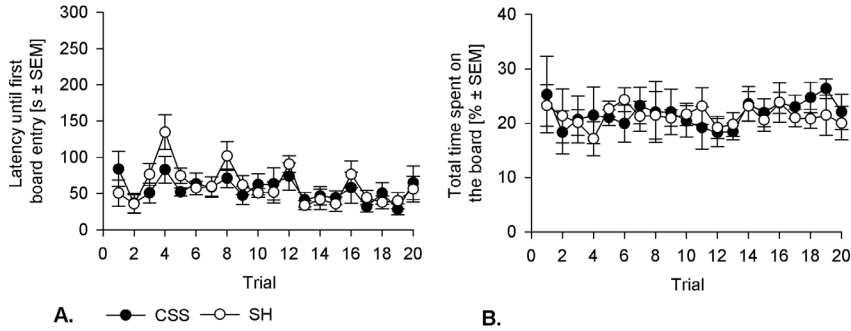 300
250
200
150
100
50
0
Latency until first
board entry [s ± SEM]
0 2 4 6 8 10 12 14 16 18 20
Trial
A.
CSS SH
40
30
20
10
0
Total time spent on
the board [% ± SEM]
0 2 4 6 8 10 12 14 16 18 20
Trial
B.